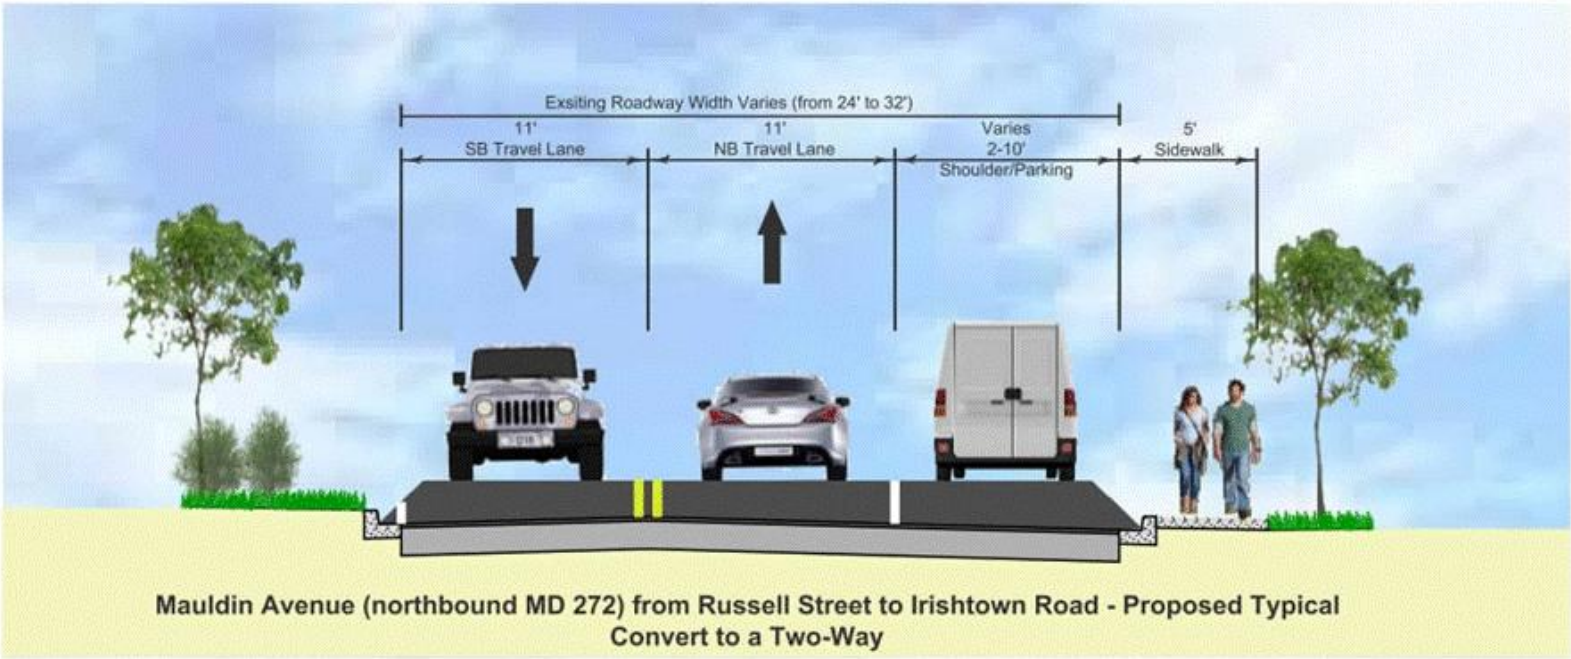 Exsiting Roadway Width Varies (from 24' to 32')
11'
SB Travel Lane
11'
NB Travel Lane
Varies
2-10'
Shoulder/Parking
5'
Sidewalk
Mauldin Avenue (northbound MD 272) from Russell Street to Irishtown Road - Proposed Typical
Convert to a Two-Way